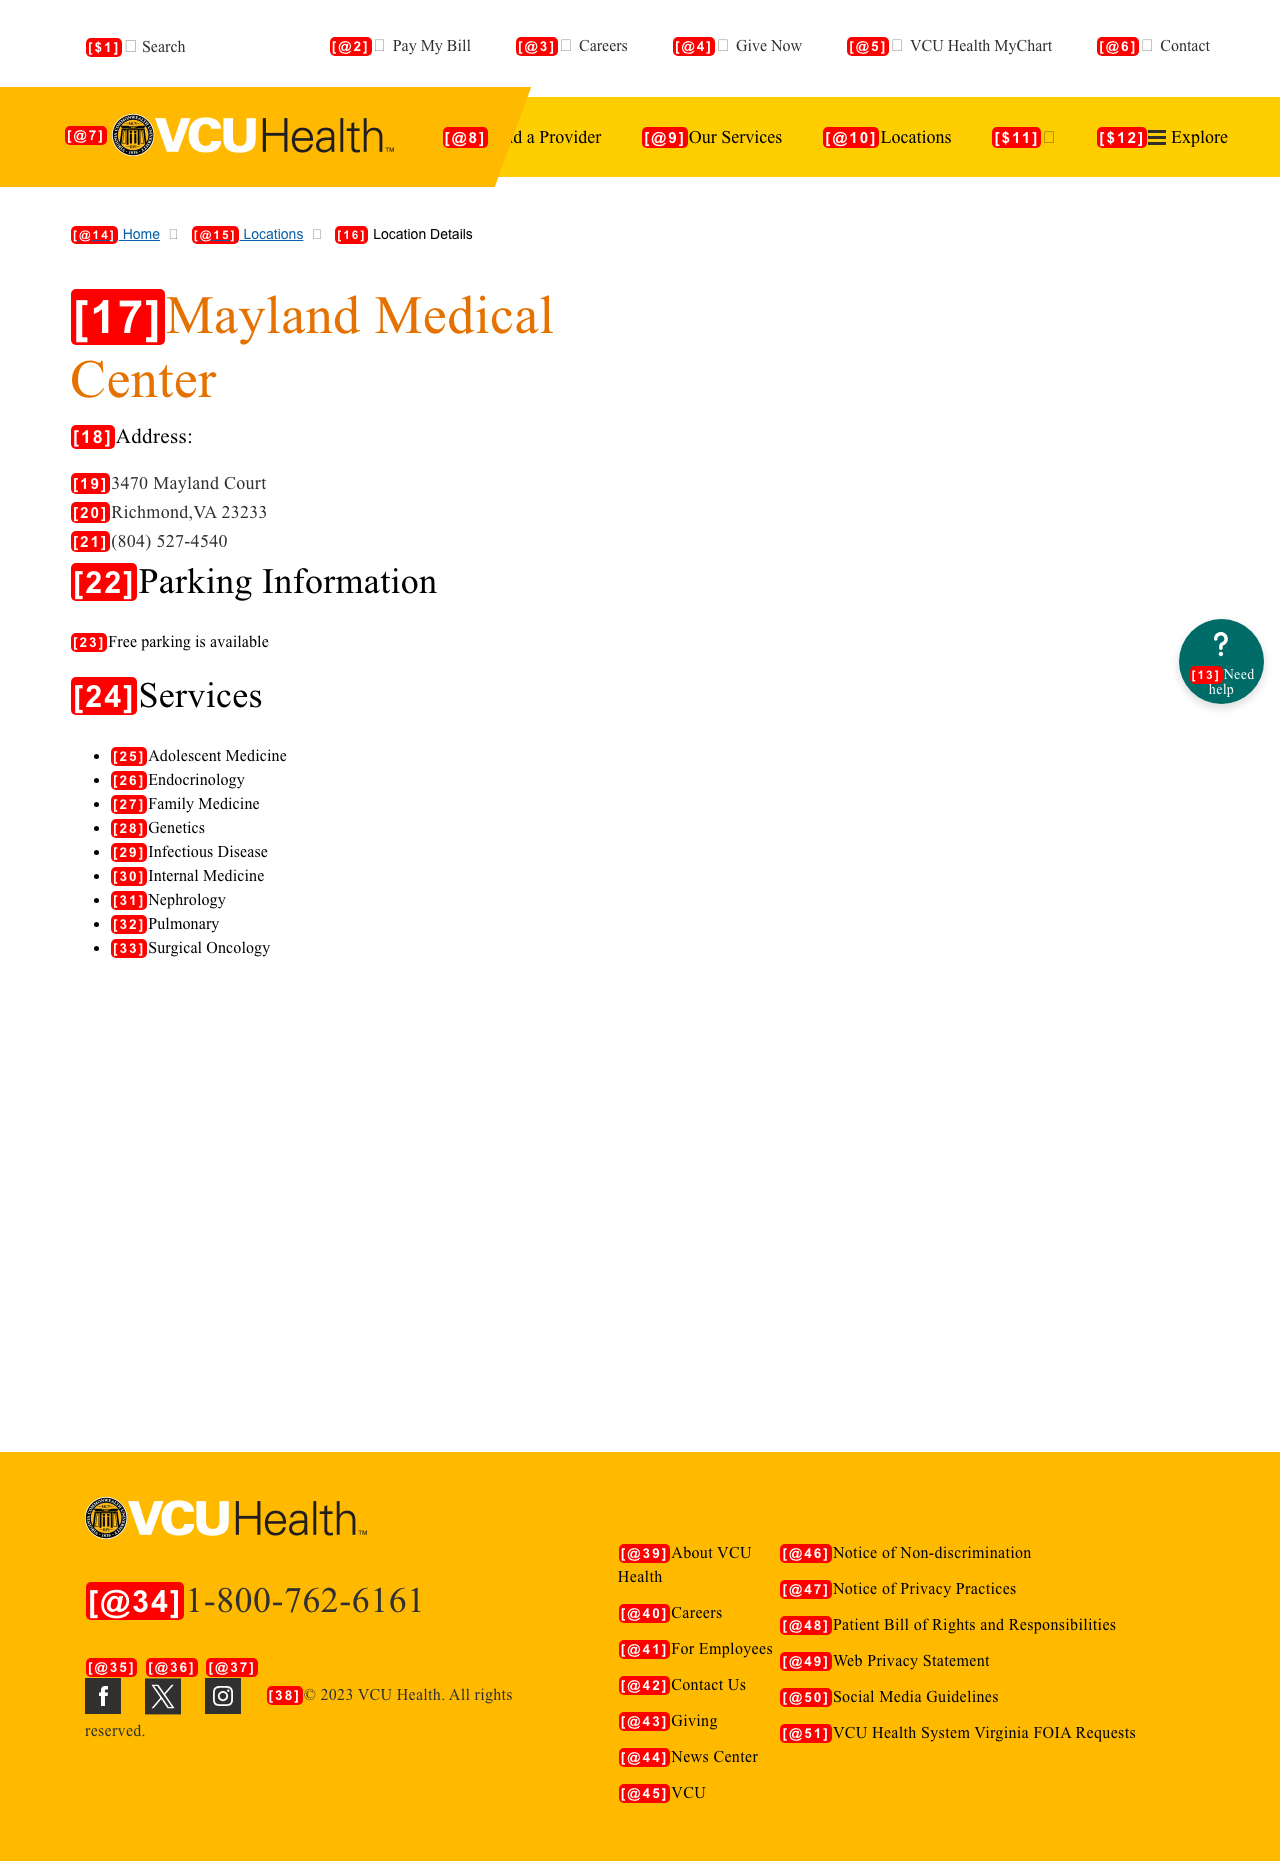 [$1] Search [@2] Pay My Bill [@3] Careers [@4] Give Now [@5] VCU Health MyChart [@6] Contact
[@7] VCUHealth™ [@8] d a Provider [@9]Our Services [@10]Locations [$11] [$12] Explore
[@14] Home [@15] Locations [16] Location Details
[17]Mayland Medical
Center
[18]Address:
[19]3470 Mayland Court
[20]Richmond,VA 23233
[21](804) 527-4540
[22]Parking Information
[23]Free parking is available
?
[13]Need
help
[24]Services
[25]Adolescent Medicine
[26]Endocrinology
[27]Family Medicine
[28]Genetics
[29]Infectious Disease
[30]Internal Medicine
[31]Nephrology
[32]Pulmonary
[33]Surgical Oncology
VCUHealth™
[@34]1-800-762-6161
[@35] [@36] [@37]
[38]© 2023 VCU Health. All rights
reserved.
[@39]About VCU
Health
[@40]Careers
[@41]For Employees
[@42]Contact Us
[@43]Giving
[@44]News Center
[@45]VCU
[@46]Notice of Non-discrimination
[@47]Notice of Privacy Practices
[@48]Patient Bill of Rights and Responsibilities
[@49]Web Privacy Statement
[@50]Social Media Guidelines
[@51]VCU Health System Virginia FOIA Requests